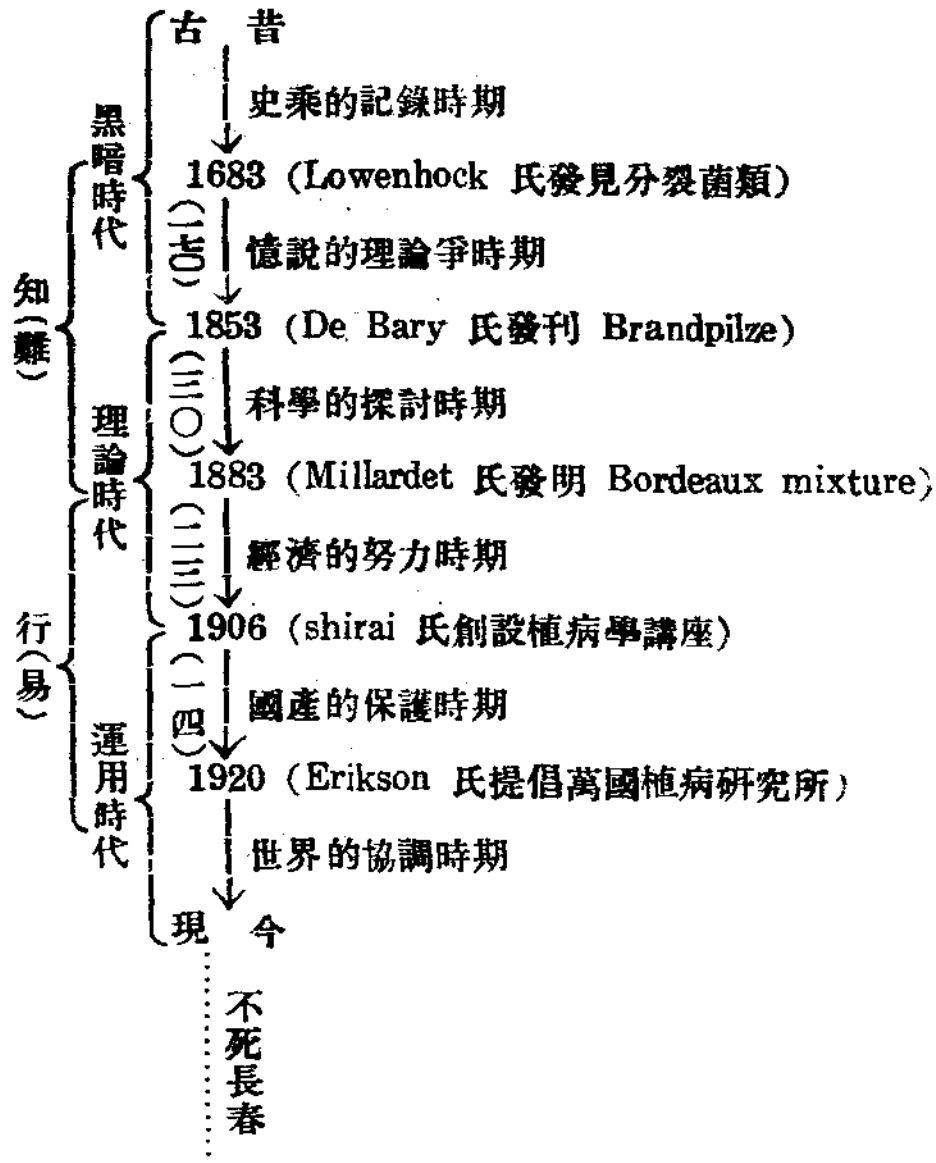 古 昔
史乘的記錄時期
1683 (Lowenhock 氏發見分裂菌類)
(一七〇)
憶說的理論爭時期
1853 (De Bary 氏發刊 Brandpilze)
(三〇)
科學的探討時期
1883 (Millardet 氏發明 Bordeaux mixture)
(二三)
經濟的努力時期
1906 (shirai 氏創設植病學講座)
(一四)
國產的保護時期
1920 (Erikson 氏提倡萬國植病研究所)
世界的協調時期
現 今
不死長春
黑暗時代
理論時代
運用時代
知(難)
行(易)